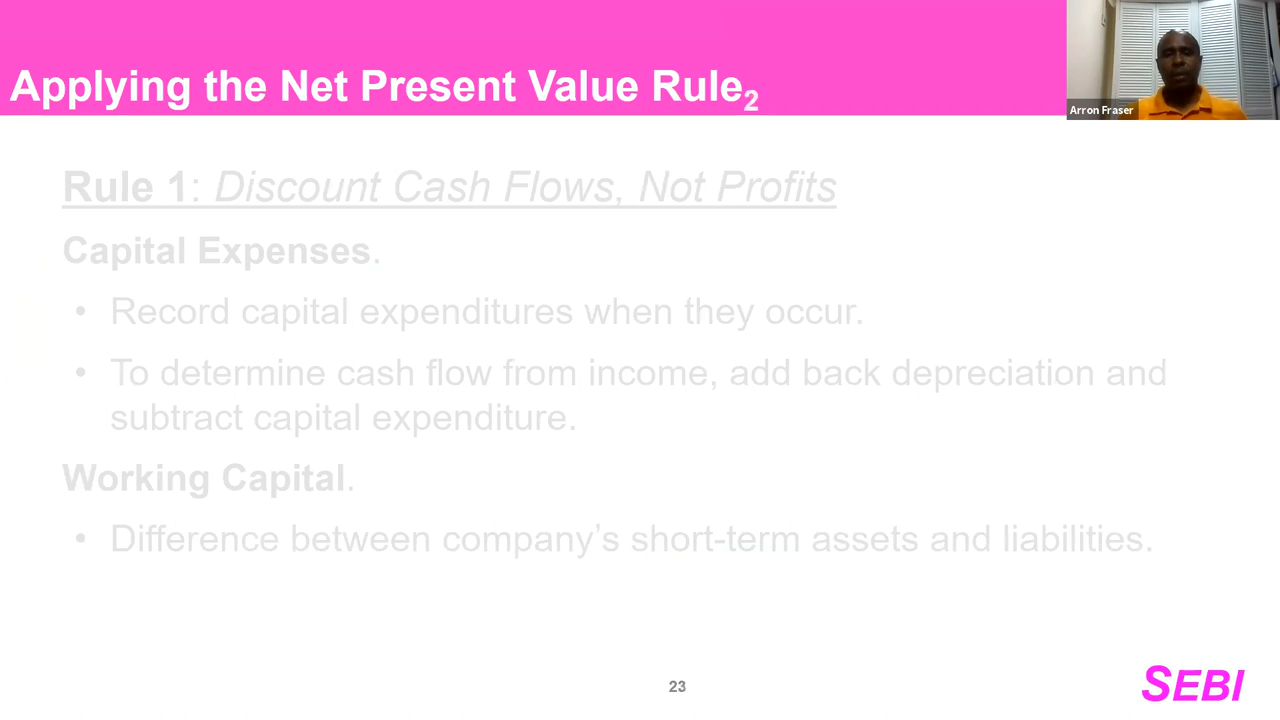 Applying the Net Present Value Rule2
Arron Fraser
Rule 1: Discount Cash Flows, Not Profits
Capital Expenses.
• Record capital expenditures when they occur.
• To determine cash flow from income, add back depreciation and
subtract capital expenditure.
Working Capital.
• Difference between company’s short-term assets and liabilities.
23
SEBI